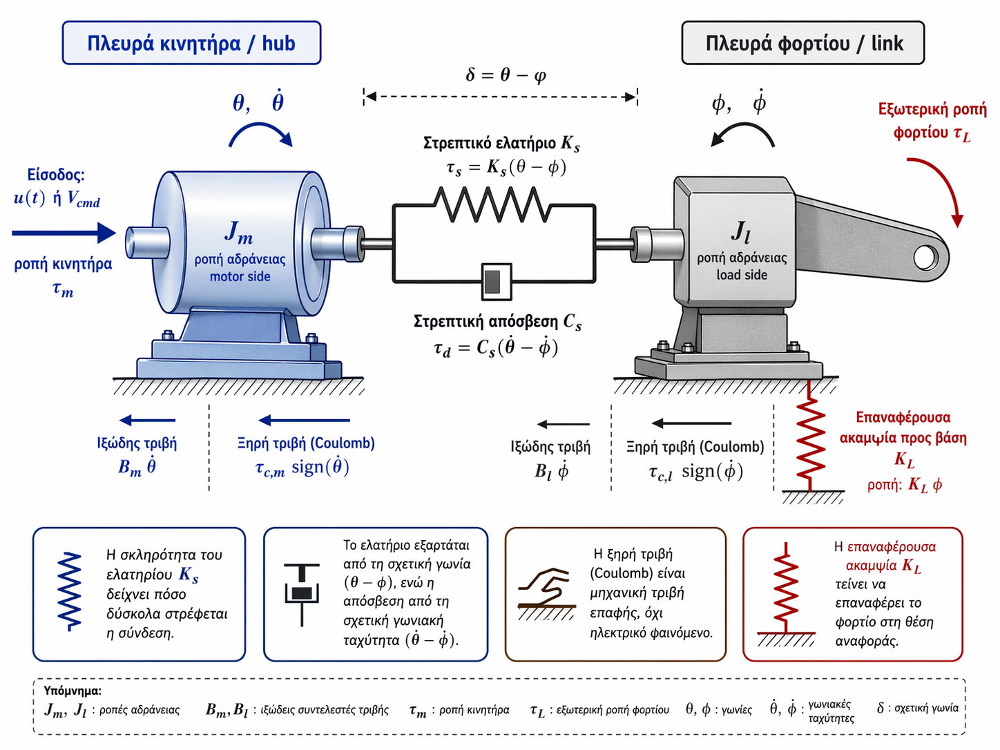 Πλευρά κινητήρα / hub
Πλευρά φορτίου / link
δ = θ − φ
θ, θ̇
ϕ, ϕ̇
Εξωτερική ροπή
φορτίου τ_L
Στρεπτικό ελατήριο K_s
τ_s = K_s(θ − ϕ)
Είσοδος:
u(t) ή V_cmd
ροπή κινητήρα
τ_m
J_m
ροπή αδράνειας
motor side
J_l
ροπή αδράνειας
load side
Στρεπτική απόσβεση C_s
τ_d = C_s(θ̇ − ϕ̇)
Ιξώδης τριβή
B_m θ̇
Ξηρή τριβή (Coulomb)
τ_c,m sign(θ̇)
Ιξώδης τριβή
B_l ϕ̇
Ξηρή τριβή (Coulomb)
τ_c,l sign(ϕ̇)
Επαναφέρουσα
ακαμψία προς βάση
K_L
ροπή: K_L ϕ
Η σκληρότητα του
ελατηρίου K_s
δείχνει πόσο
δύσκολα στρέφεται
η σύνδεση.
Το ελατήριο εξαρτάται
από τη σχετική γωνία
(θ − ϕ), ενώ η
απόσβεση από τη
σχετική γωνιακή
ταχύτητα (θ̇ − ϕ̇).
Η ξηρή τριβή
(Coulomb) είναι
μηχανική τριβή
επαφής, όχι
ηλεκτρικό φαινόμενο.
Η επαναφέρουσα
ακαμψία K_L
τείνει να
επαναφέρει το
φορτίο στη θέση
αναφοράς.
Υπόμνημα:
J_m, J_l : ροπές αδράνειας
B_m, B_l : ιξώδεις συντελεστές τριβής
τ_m : ροπή κινητήρα
τ_L : εξωτερική ροπή φορτίου
θ, ϕ : γωνίες
θ̇, ϕ̇ : γωνιακές
ταχύτητες
δ : σχετική γωνία